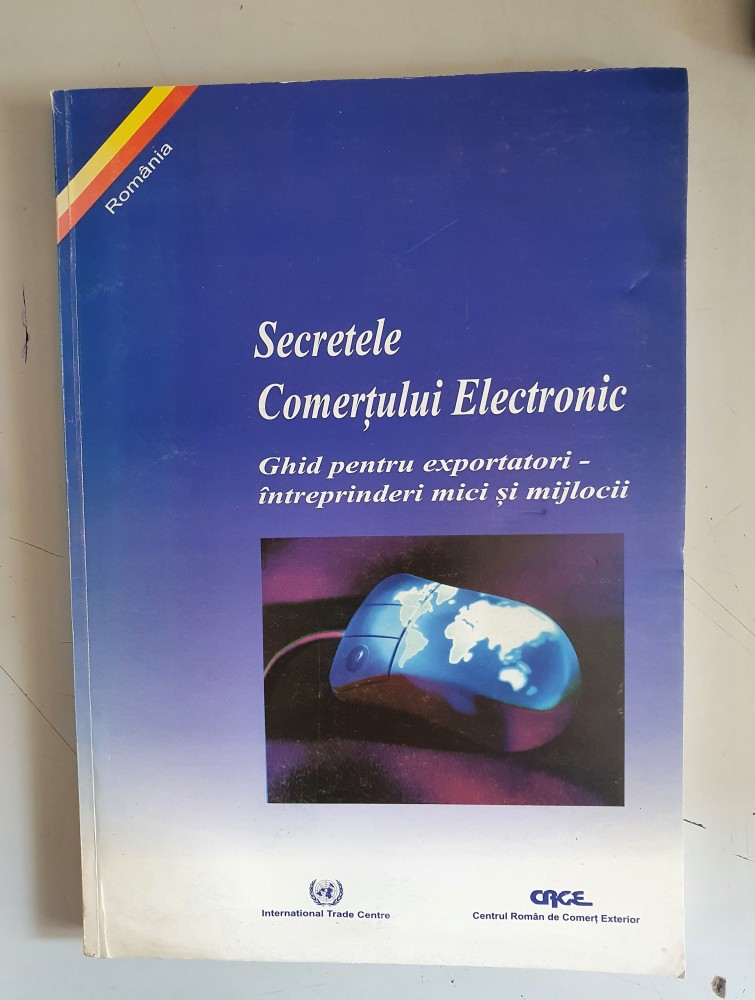 România
Secretele
Comerțului Electronic
Ghid pentru exportatori -
întreprinderi mici și mijlocii
International Trade Centre
CRCE
Centrul Român de Comerț Exterior